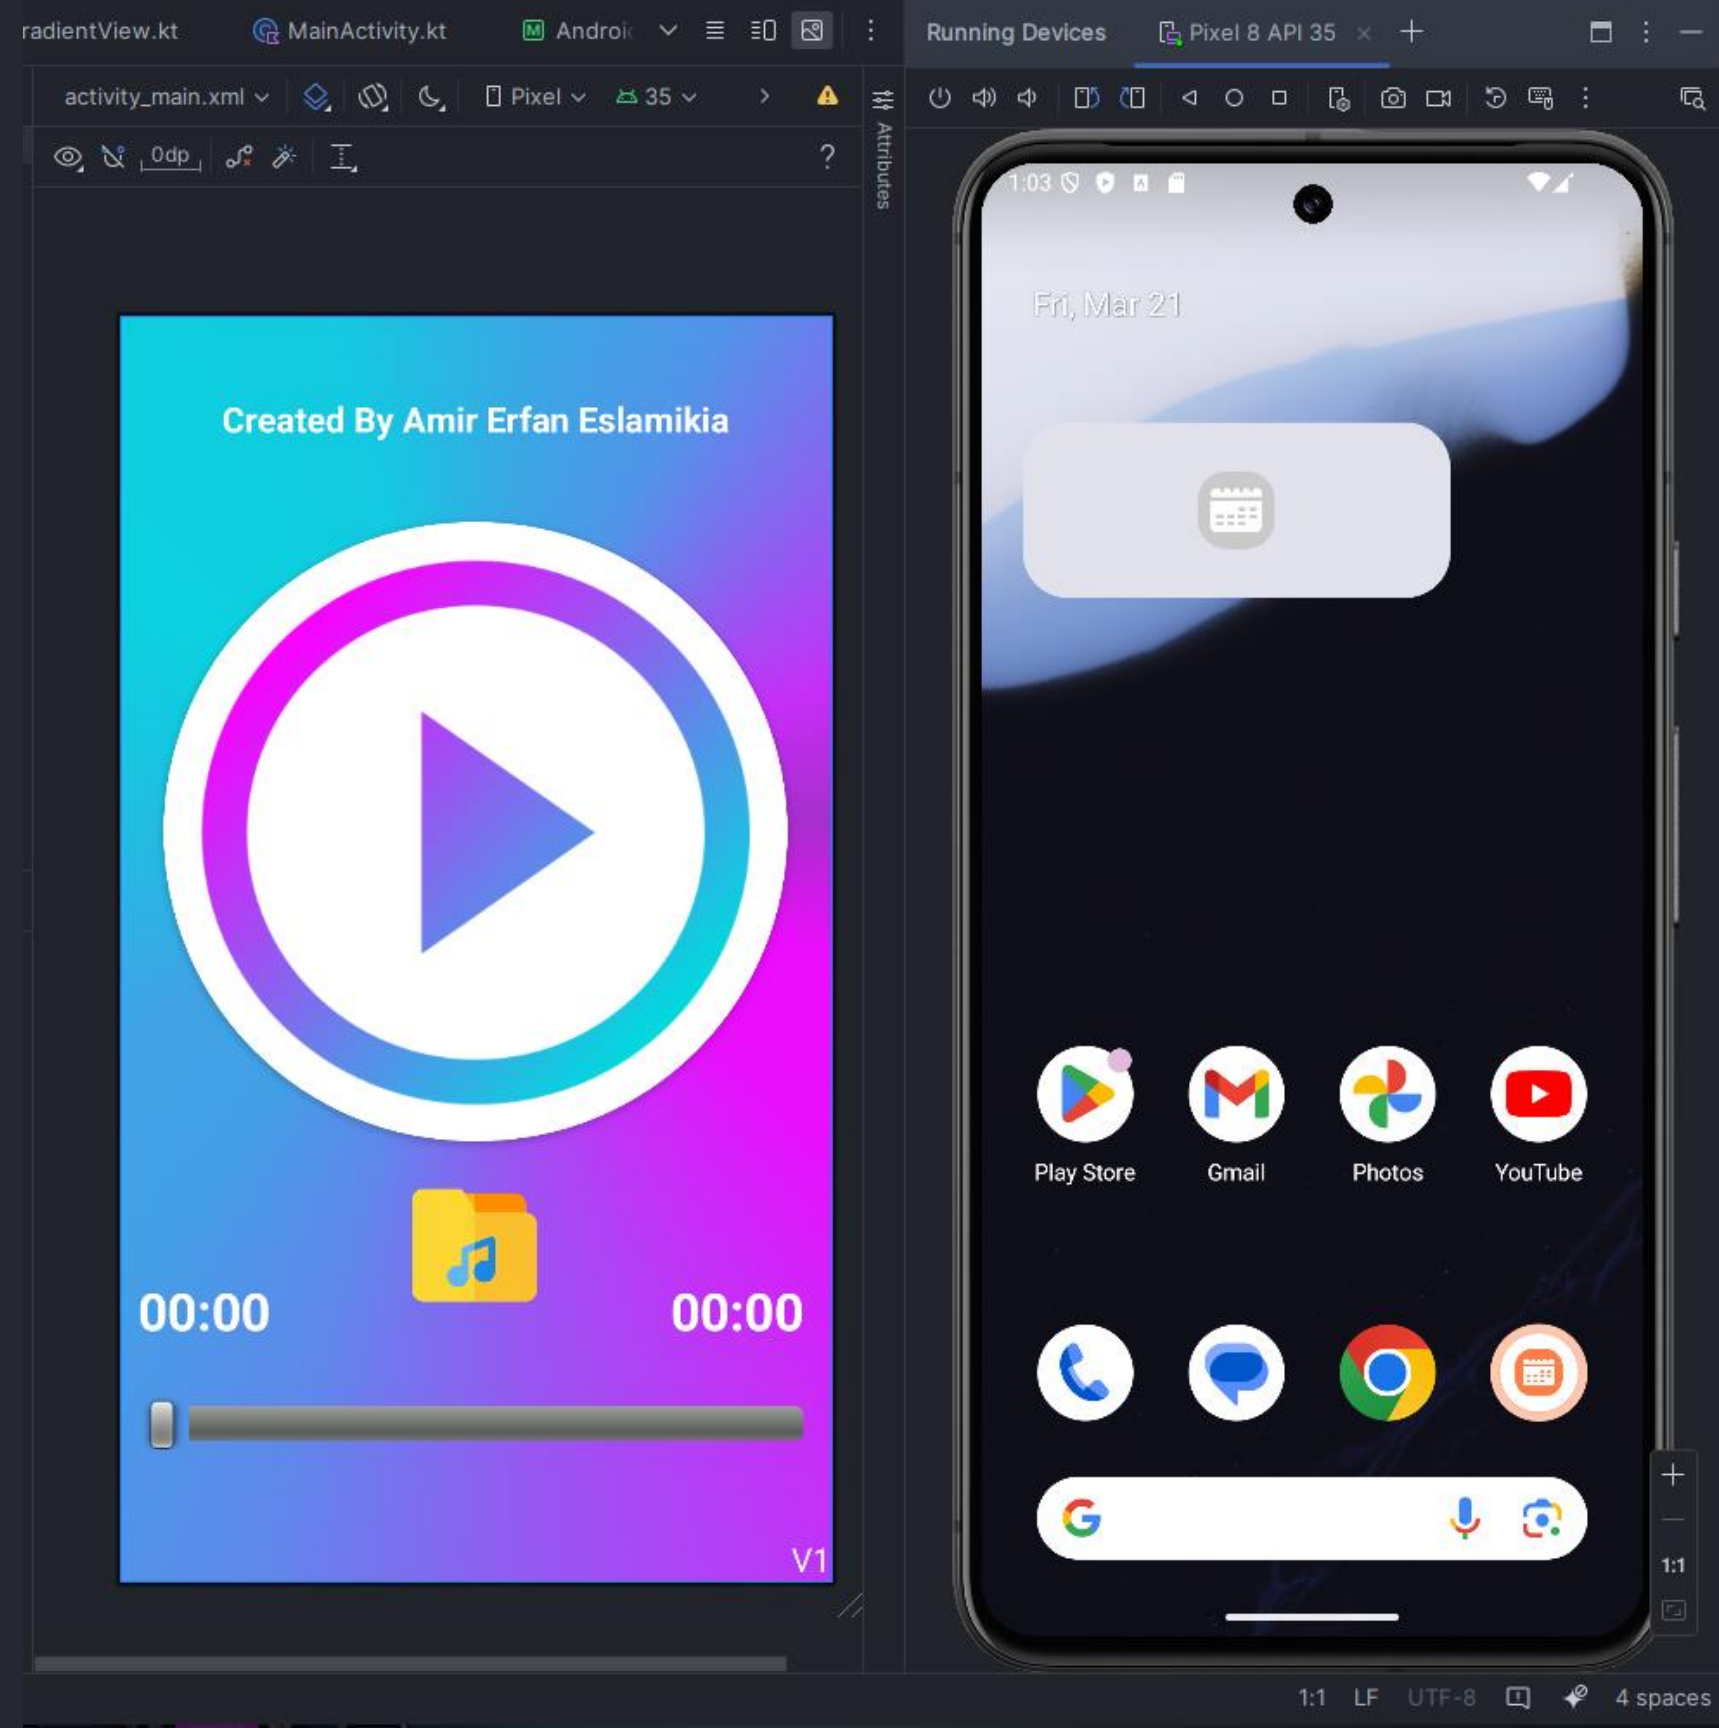 radientView.kt MainActivity.kt Androi
activity_main.xml Pixel 35
0dp
?
Attributes
Created By Amir Erfan Eslamikia
00:00 00:00
V1
Running Devices Pixel 8 API 35
1:03
Fri, Mar 21
Play Store Gmail Photos YouTube
G
1:1
1:1 LF UTF-8 4 spaces